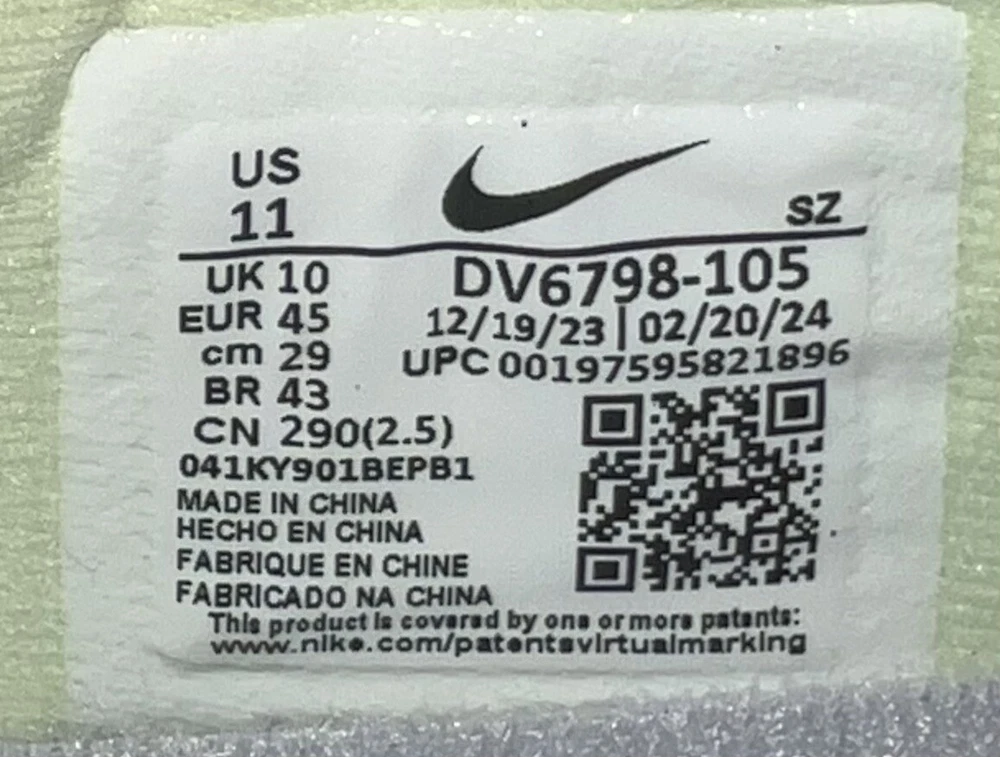 US
11
SZ
UK 10
EUR 45
cm 29
BR 43
CN 290(2.5)
DV6798-105
12/19/23 | 02/20/24
UPC 00197595821896
041KY901BEPB1
MADE IN CHINA
HECHO EN CHINA
FABRIQUE EN CHINE
FABRICADO NA CHINA
This product is covered by one or more patents:
www.nike.com/patentsvirtualmarking